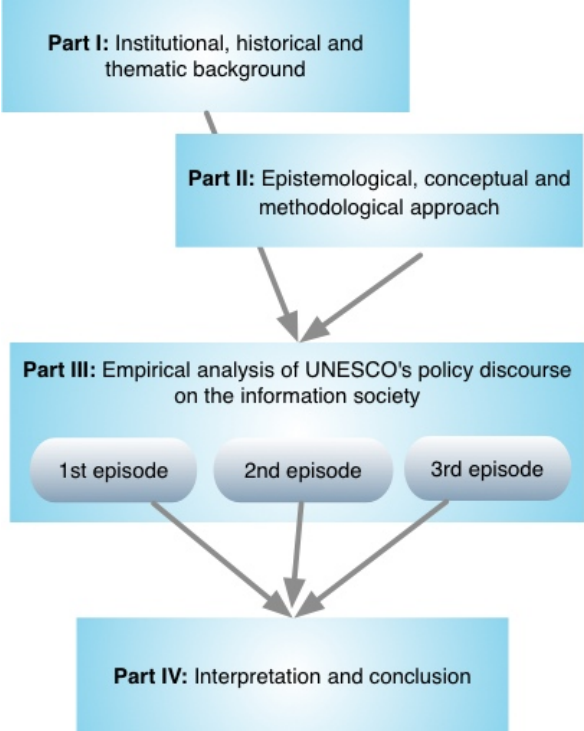 Part I: Institutional, historical and
thematic background
Part II: Epistemological, conceptual and
methodological approach
Part III: Empirical analysis of UNESCO's policy discourse
on the information society
1st episode
2nd episode
3rd episode
Part IV: Interpretation and conclusion